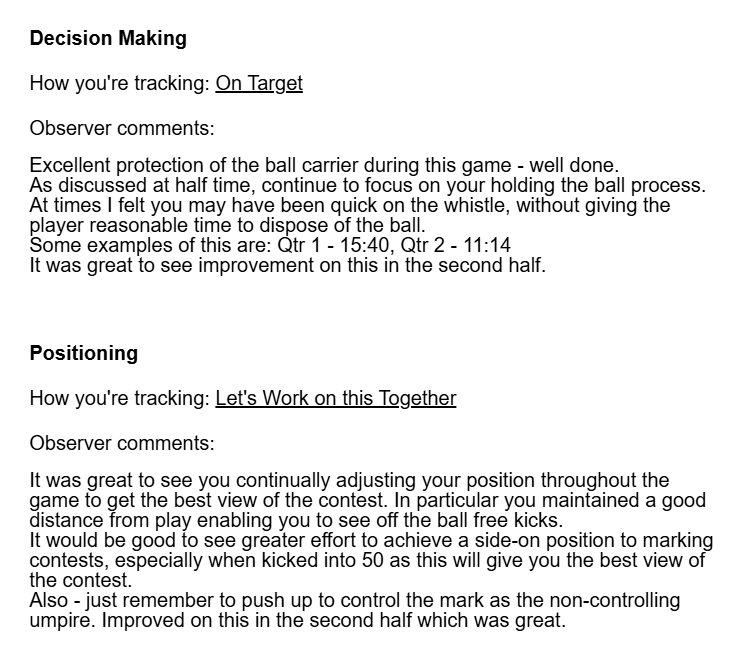 Decision Making
How you're tracking: On Target
Observer comments:
Excellent protection of the ball carrier during this game - well done.
As discussed at half time, continue to focus on your holding the ball process.
At times I felt you may have been quick on the whistle, without giving the
player reasonable time to dispose of the ball.
Some examples of this are: Qtr 1 - 15:40, Qtr 2 - 11:14
It was great to see improvement on this in the second half.
Positioning
How you're tracking: Let's Work on this Together
Observer comments:
It was great to see you continually adjusting your position throughout the
game to get the best view of the contest. In particular you maintained a good
distance from play enabling you to see off the ball free kicks.
It would be good to see greater effort to achieve a side-on position to marking
contests, especially when kicked into 50 as this will give you the best view of
the contest.
Also - just remember to push up to control the mark as the non-controlling
umpire. Improved on this in the second half which was great.